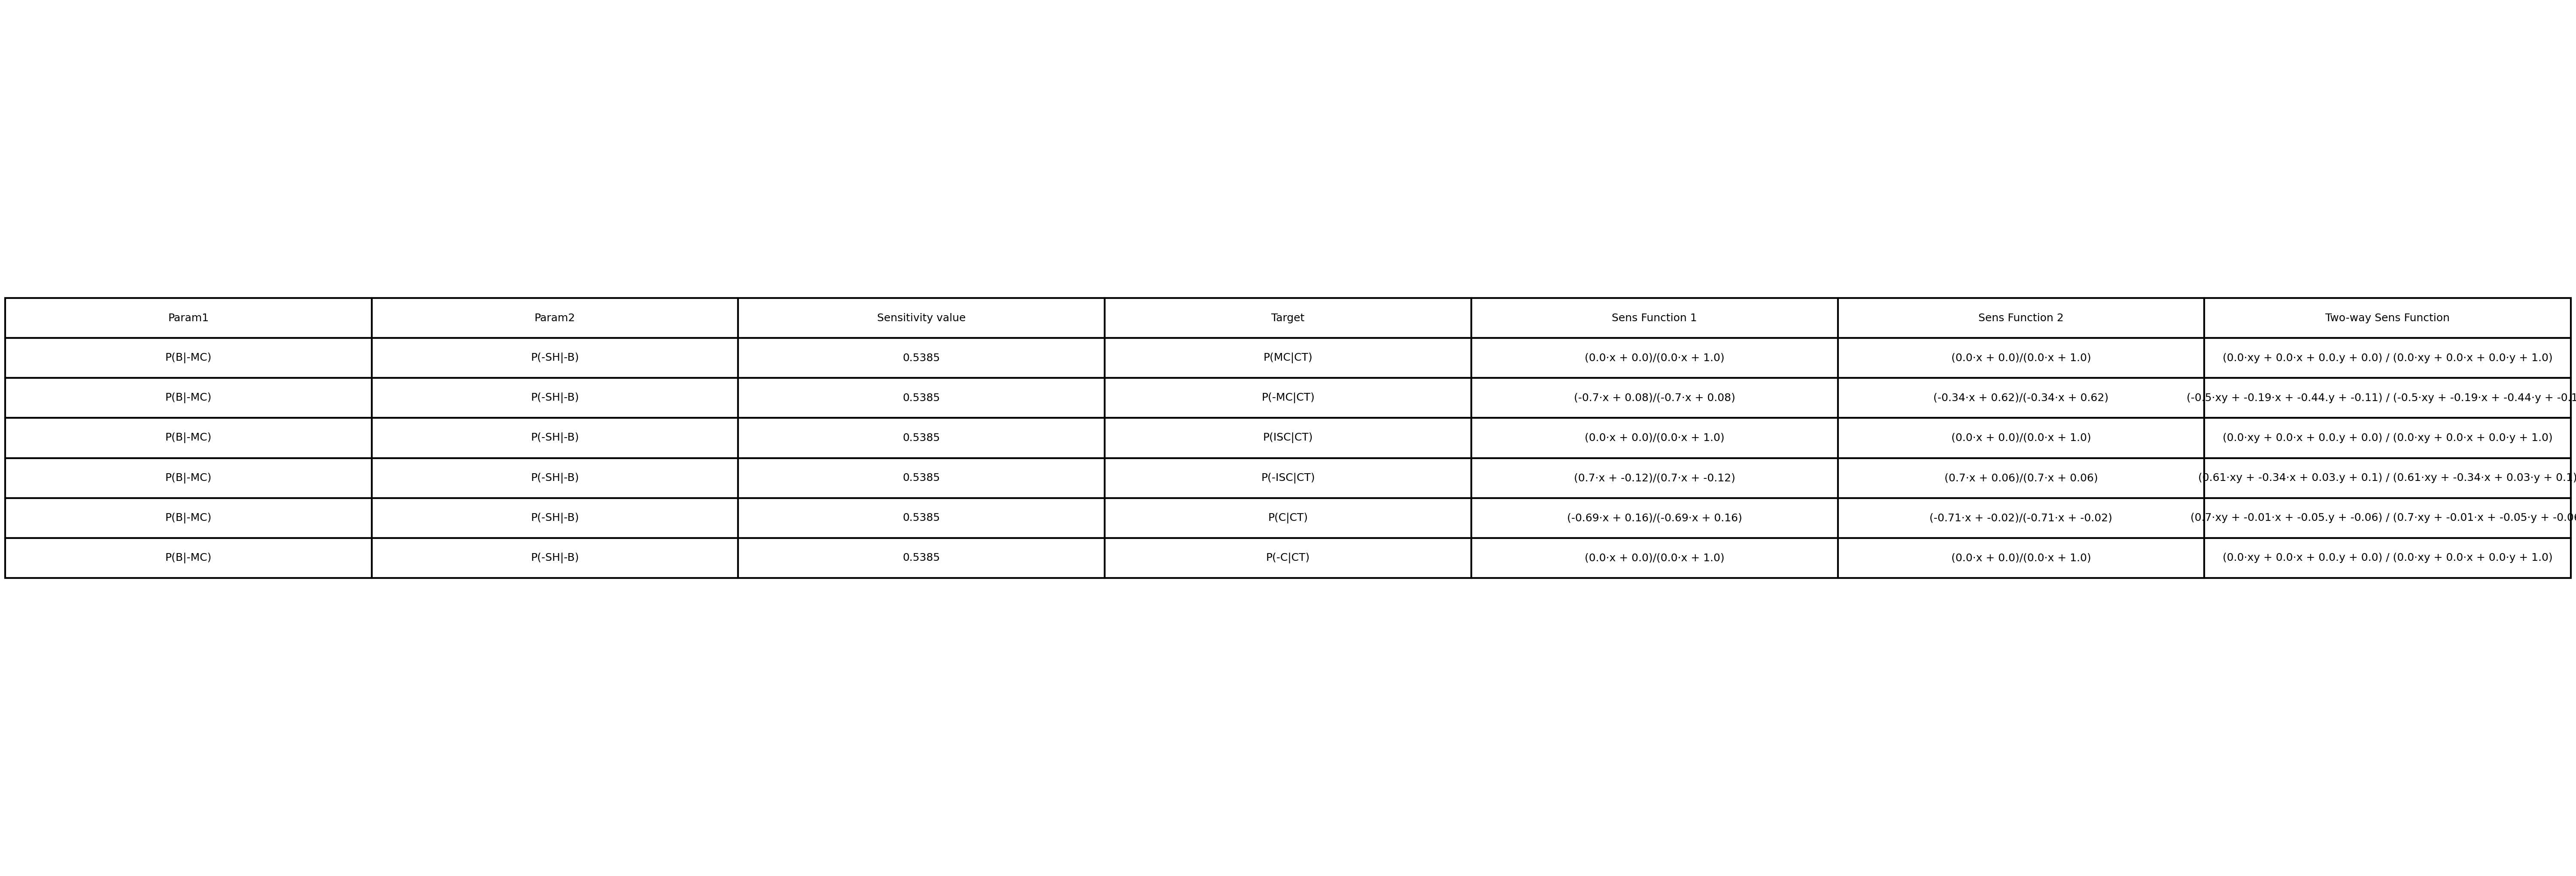 Param1 Param2 Sensitivity value Target Sens Function 1 Sens Function 2 Two-way Sens Function
P(B|-MC) P(-SH|-B) 0.5385 P(MC|CT) (0.0·x + 0.0)/(0.0·x + 1.0) (0.0·x + 0.0)/(0.0·x + 1.0) (0.0·xy + 0.0·x + 0.0.y + 0.0) / (0.0·xy + 0.0·x + 0.0·y + 1.0)
P(B|-MC) P(-SH|-B) 0.5385 P(-MC|CT) (-0.7·x + 0.08)/(-0.7·x + 0.08) (-0.34·x + 0.62)/(-0.34·x + 0.62) (-0.5·xy + -0.19·x + -0.44.y + -0.11) / (-0.5·xy + -0.19·x + -0.44·y + -0.1
P(B|-MC) P(-SH|-B) 0.5385 P(ISC|CT) (0.0·x + 0.0)/(0.0·x + 1.0) (0.0·x + 0.0)/(0.0·x + 1.0) (0.0·xy + 0.0·x + 0.0.y + 0.0) / (0.0·xy + 0.0·x + 0.0·y + 1.0)
P(B|-MC) P(-SH|-B) 0.5385 P(-ISC|CT) (0.7·x + -0.12)/(0.7·x + -0.12) (0.7·x + 0.06)/(0.7·x + 0.06) (0.61·xy + -0.34·x + 0.03.y + 0.1) / (0.61·xy + -0.34·x + 0.03·y + 0.1)
P(B|-MC) P(-SH|-B) 0.5385 P(C|CT) (-0.69·x + 0.16)/(-0.69·x + 0.16) (-0.71·x + -0.02)/(-0.71·x + -0.02) (0.7·xy + -0.01·x + -0.05.y + -0.06) / (0.7·xy + -0.01·x + -0.05·y + -0.06
P(B|-MC) P(-SH|-B) 0.5385 P(-C|CT) (0.0·x + 0.0)/(0.0·x + 1.0) (0.0·x + 0.0)/(0.0·x + 1.0) (0.0·xy + 0.0·x + 0.0.y + 0.0) / (0.0·xy + 0.0·x + 0.0·y + 1.0)